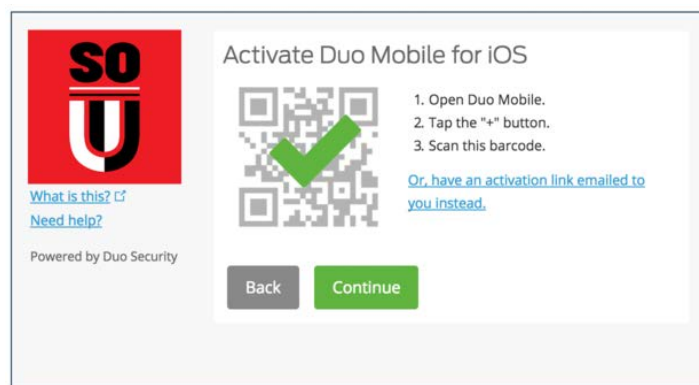 SO
U
What is this?
Need help?
Powered by Duo Security
Activate Duo Mobile for iOS
1. Open Duo Mobile.
2. Tap the "+" button.
3. Scan this barcode.
Or, have an activation link emailed to
you instead.
Back
Continue